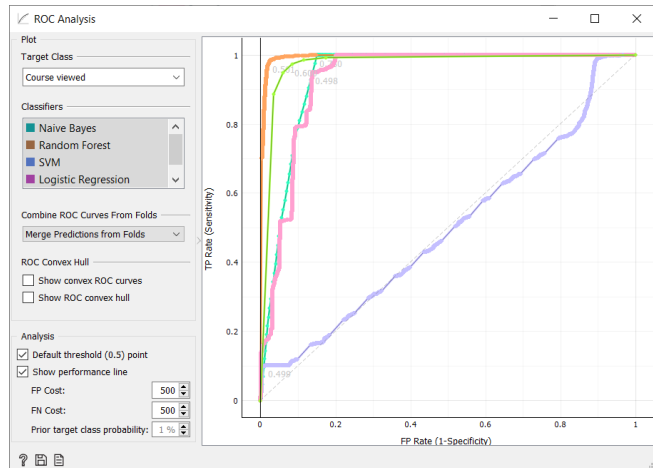 ROC Analysis
Plot
Target Class
Course viewed
Classifiers
Naive Bayes
Random Forest
SVM
Logistic Regression
Combine ROC Curves From Folds
Merge Predictions from Folds
ROC Convex Hull
Show convex ROC curves
Show ROC convex hull
Analysis
Default threshold (0.5) point
Show performance line
FP Cost: 500
FN Cost: 500
Prior target class probability: 1 %
TP Rate (Sensitivity)
1
0.8
0.6
0.4
0.2
0
0.498
0.499
0 0.2 0.4 0.6 0.8 1
FP Rate (1-Specificity)